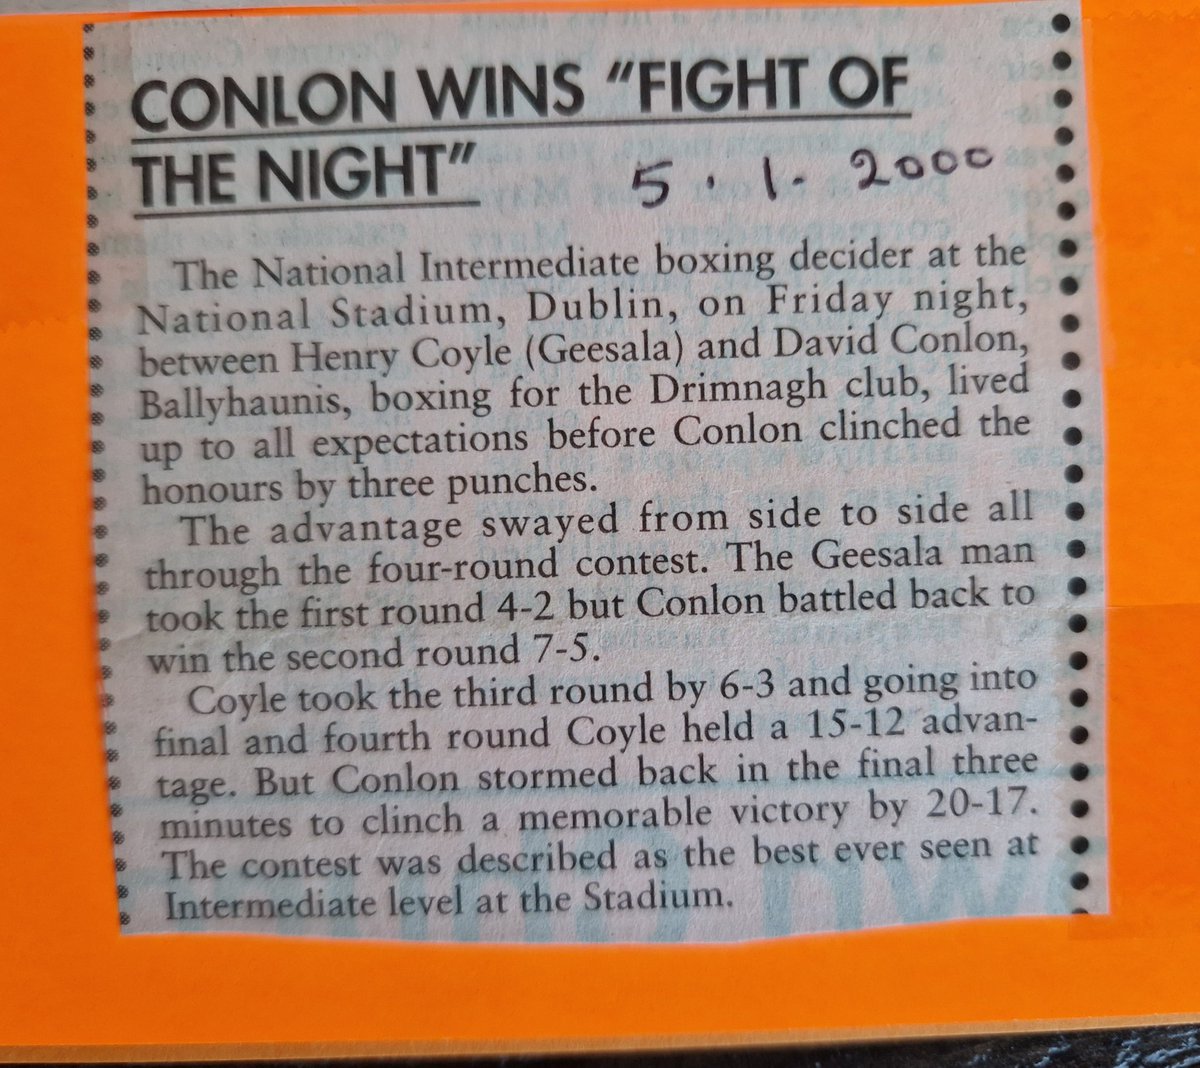 CONLON WINS "FIGHT OF
THE NIGHT"
5 . 1 . 2000
The National Intermediate boxing decider at the
National Stadium, Dublin, on Friday night,
between Henry Coyle (Geesala) and David Conlon,
Ballyhaunis, boxing for the Drimnagh club, lived
up to all expectations before Conlon clinched the
honours by three punches.
The advantage swayed from side to side all
through the four-round contest. The Geesala man
took the first round 4-2 but Conlon battled back to
win the second round 7-5.
Coyle took the third round by 6-3 and going into
final and fourth round Coyle held a 15-12 advan-
tage. But Conlon stormed back in the final three
minutes to clinch a memorable victory by 20-17.
The contest was described as the best ever seen at
Intermediate level at the Stadium.